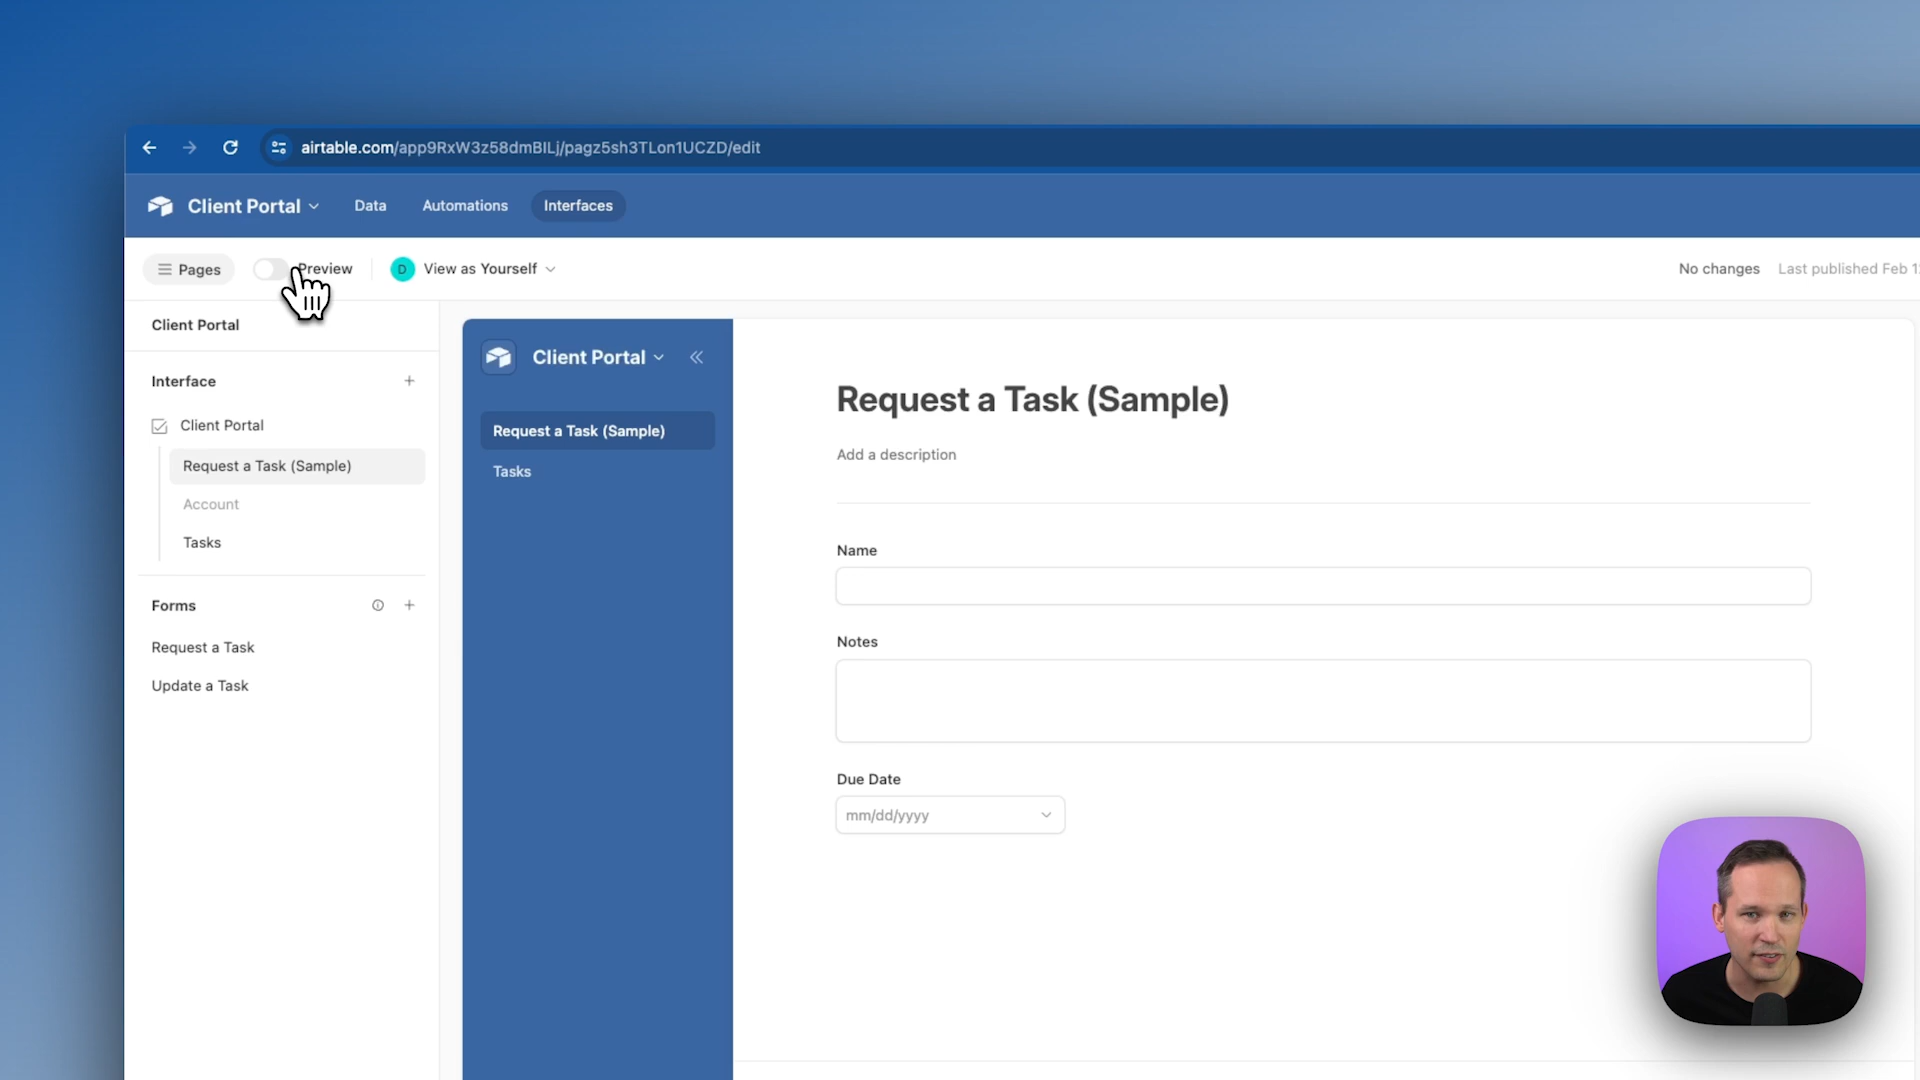 airtable.com/app9RxW3z58dmBILj/pagz5sh3TLon1UCZD/edit
Client Portal
Data
Automations
Interfaces
Pages
Preview
D
View as Yourself
No changes
Last published Feb 1
Client Portal
Interface
Client Portal
Request a Task (Sample)
Account
Tasks
Forms
Request a Task
Update a Task
Client Portal
Request a Task (Sample)
Tasks
Request a Task (Sample)
Add a description
Name
Notes
Due Date
mm/dd/yyyy